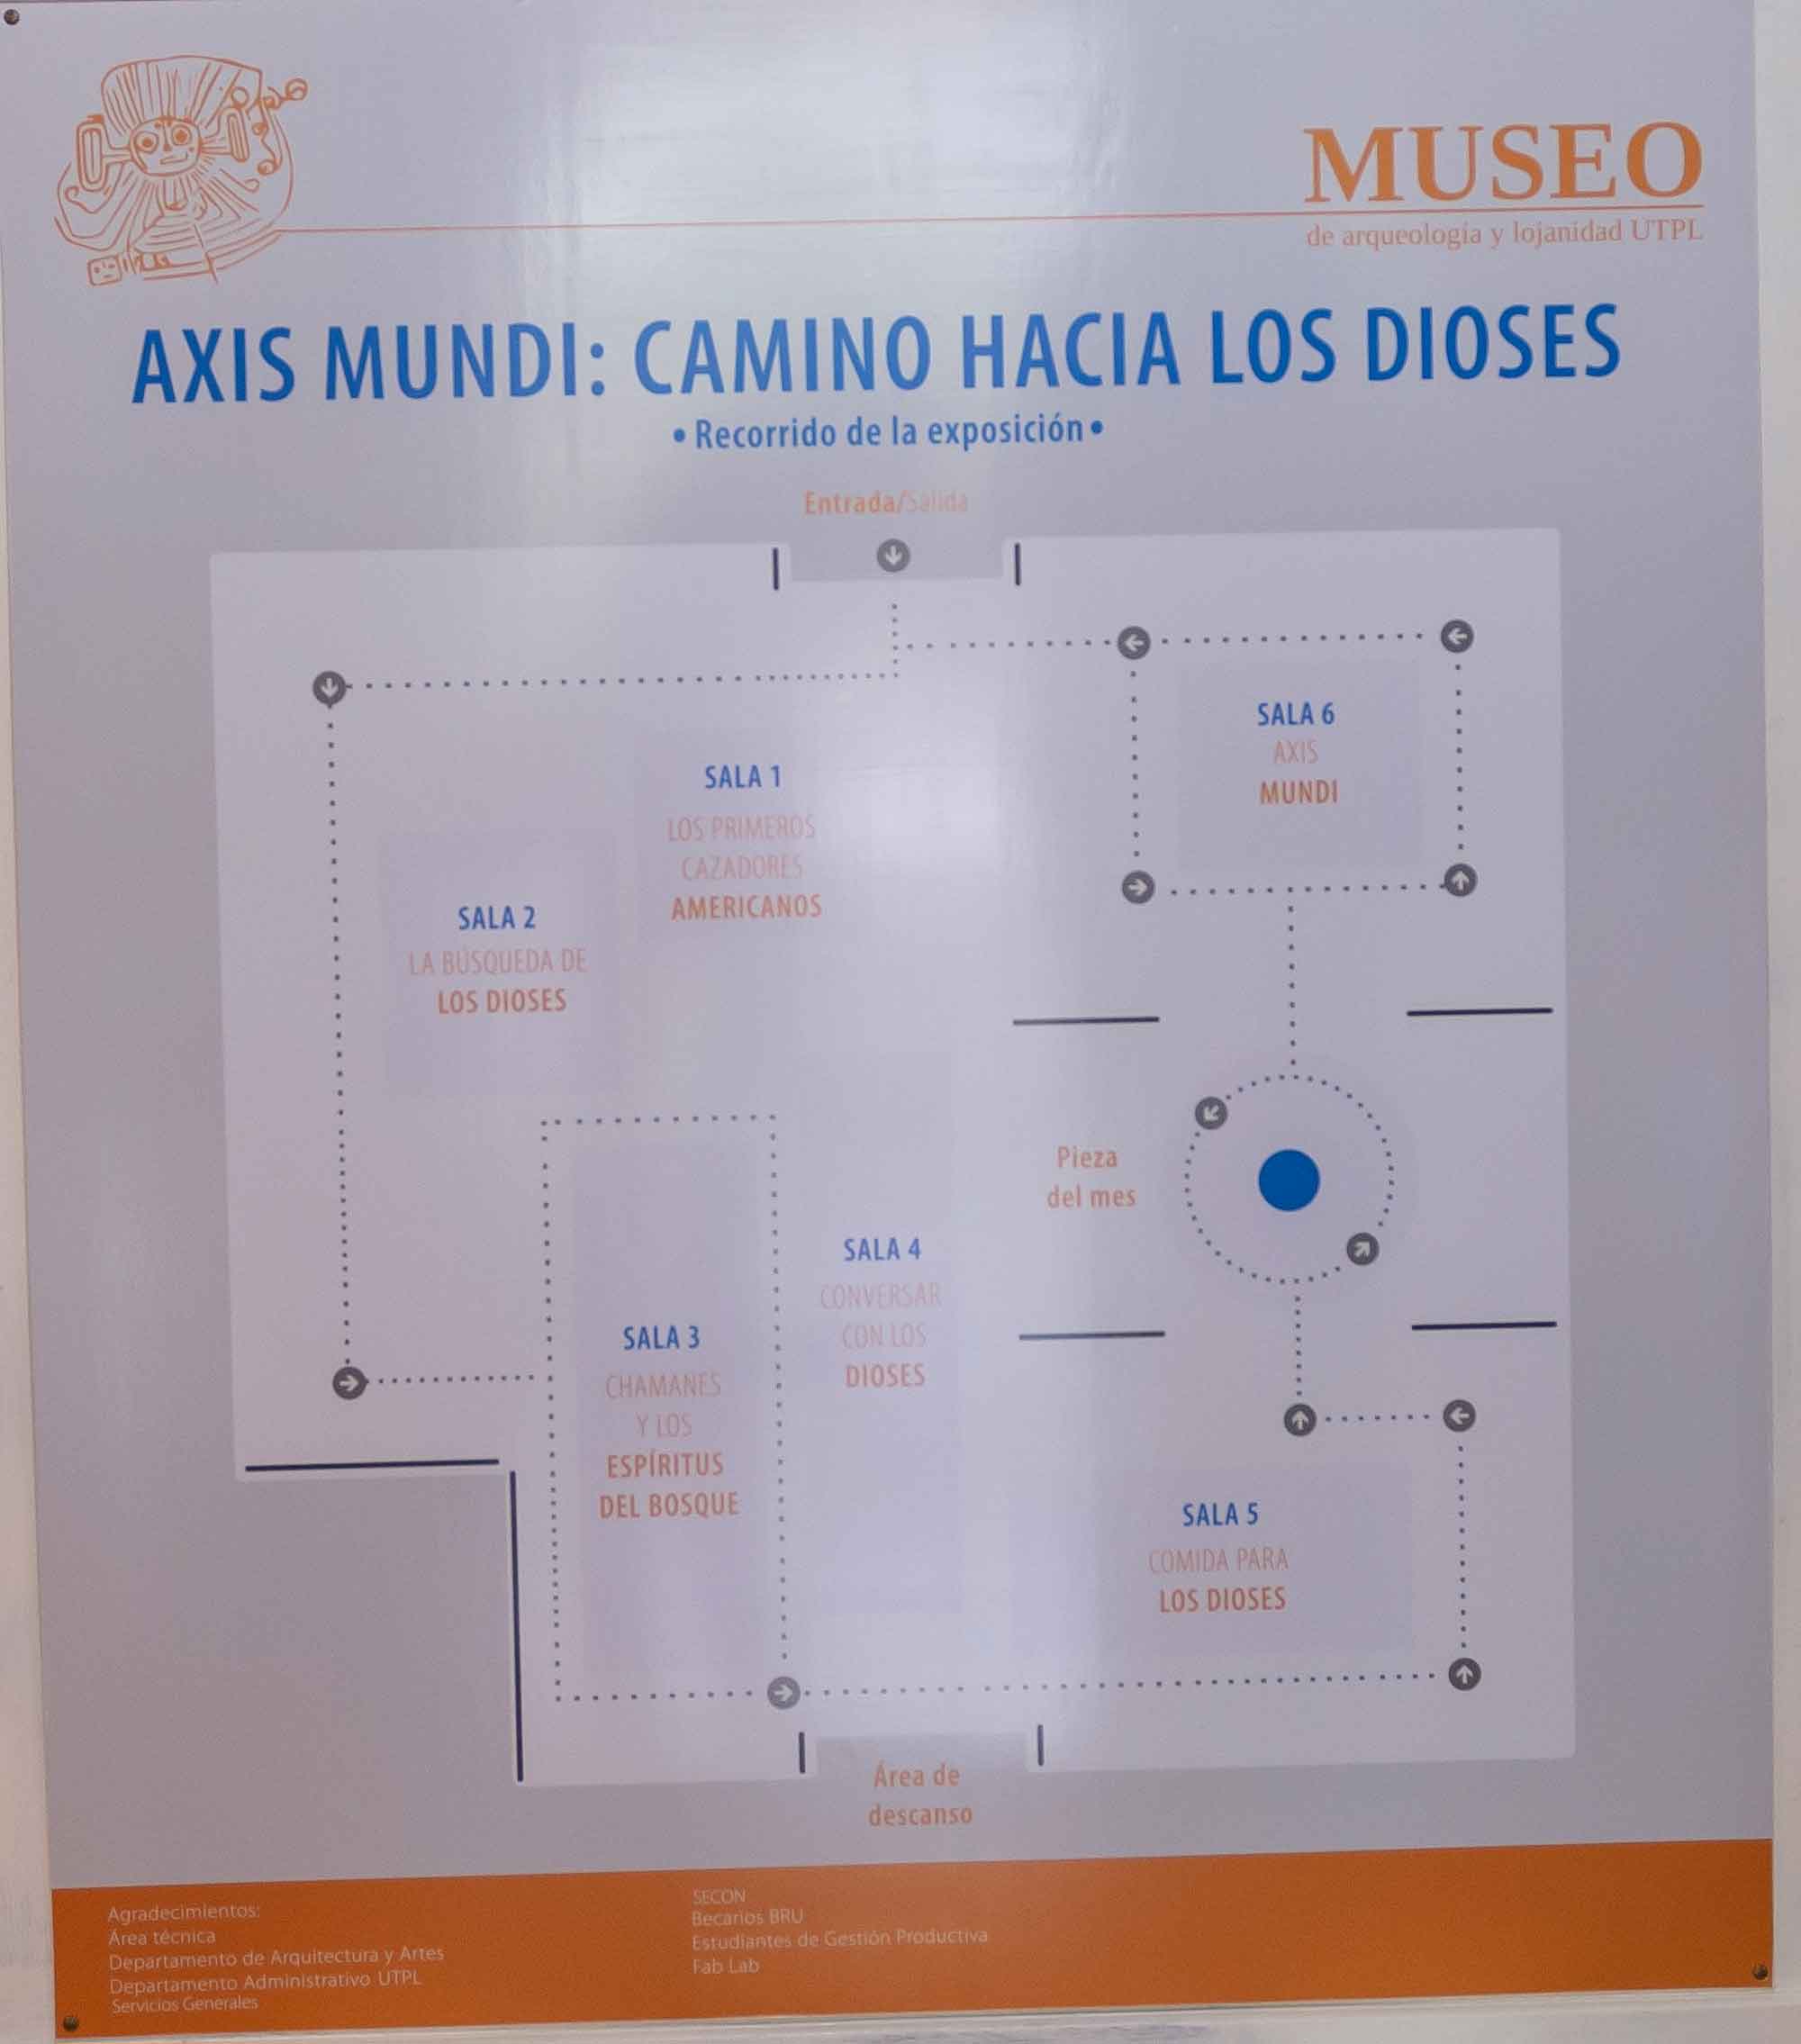 MUSEO
de arqueología y lojanidad UTPL
AXIS MUNDI: CAMINO HACIA LOS DIOSES
• Recorrido de la exposición •
Entrada/Salida
SALA 6
AXIS
MUNDI
SALA 1
LOS PRIMEROS
CAZADORES
AMERICANOS
SALA 2
LA BÚSQUEDA DE
LOS DIOSES
Pieza
del mes
SALA 4
CONVERSAR
CON LOS
DIOSES
SALA 3
CHAMANES
Y LOS
ESPÍRITUS
DEL BOSQUE
SALA 5
COMIDA PARA
LOS DIOSES
Área de
descanso
Agradecimientos:
Área técnica
Departamento de Arquitectura y Artes
Departamento Administrativo UTPL
Servicios Generales
SECON
Becarios BRU
Estudiantes de Gestión Productiva
Fab Lab